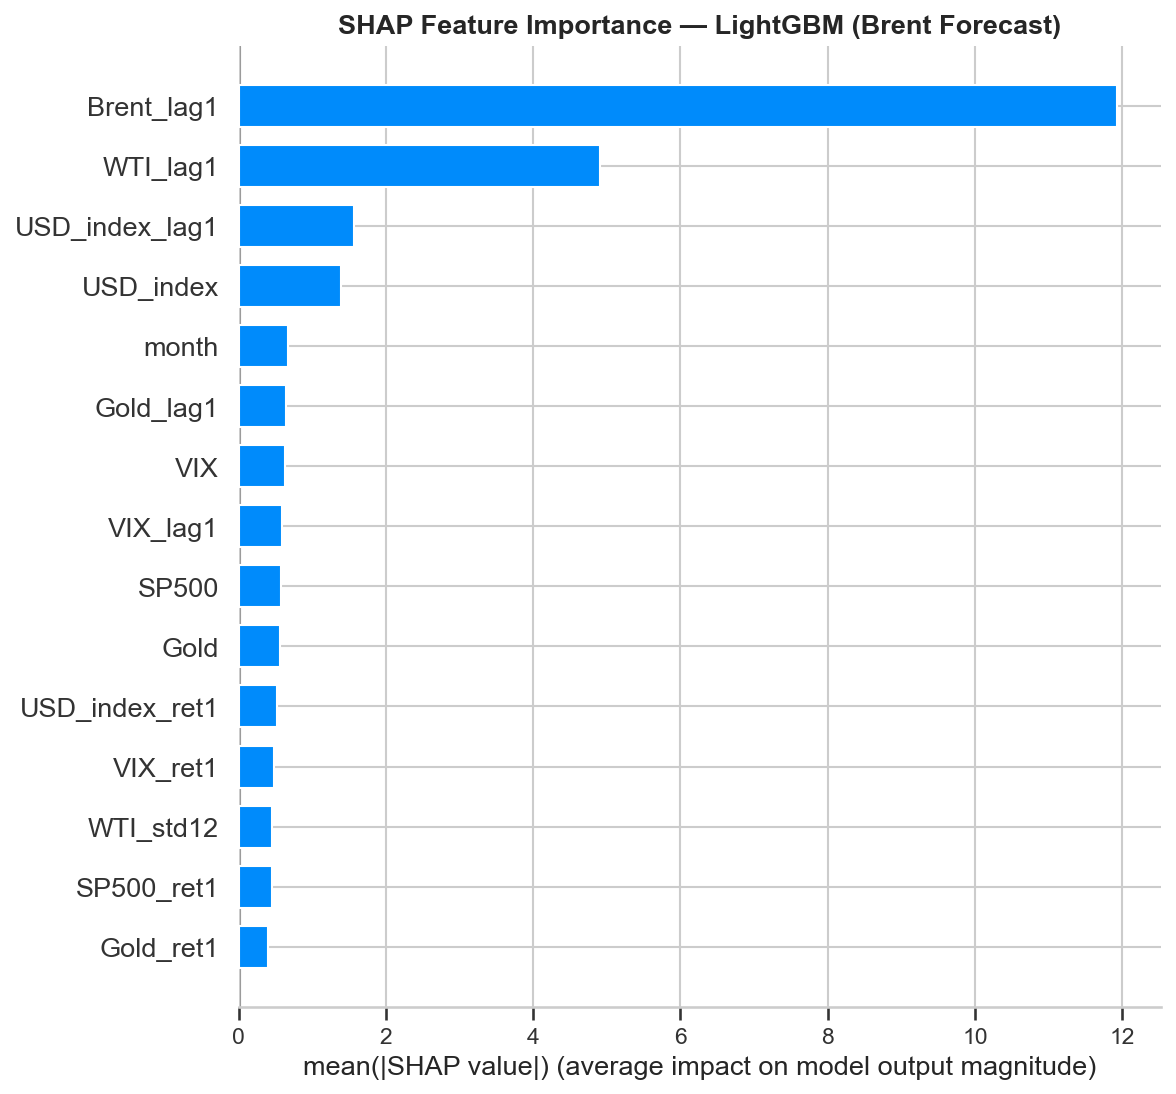 SHAP Feature Importance — LightGBM (Brent Forecast)
Brent_lag1
WTI_lag1
USD_index_lag1
USD_index
month
Gold_lag1
VIX
VIX_lag1
SP500
Gold
USD_index_ret1
VIX_ret1
WTI_std12
SP500_ret1
Gold_ret1
0 2 4 6 8 10 12
mean(|SHAP value|) (average impact on model output magnitude)